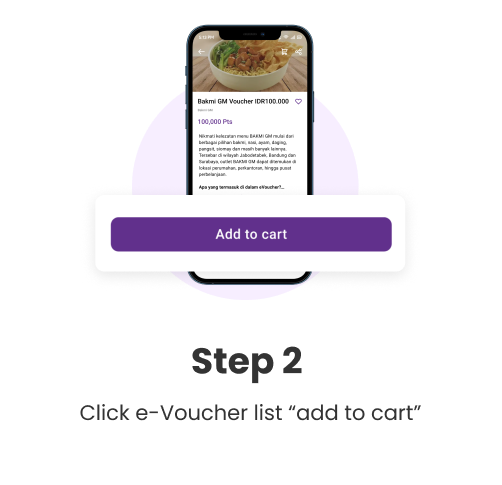 Bakmi GM Voucher IDR100.000
Bakmi GM
100,000 Pts
Nikmati kelezatan menu BAKMI GM mulai dari
berbagai pilihan bakmi, nasi, ayam, daging,
pangsit, siomay dan masih banyak lainnya.
Tersebar di wilayah Jabodetabek, Bandung dan
Surabaya, outlet BAKMI GM dapat ditemukan di
lokasi perumahan, perkantoran, hingga pusat
perbelanjaan.
Apa yang termasuk di dalam eVoucher?...
Add to cart
Step 2
Click e-Voucher list “add to cart”